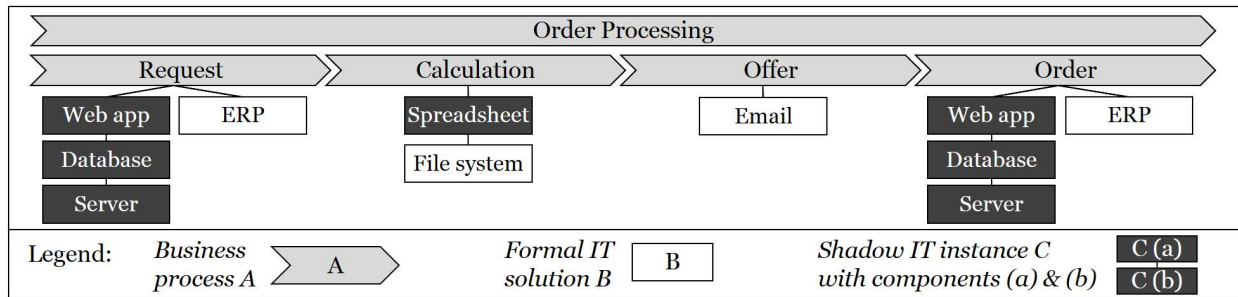 Order Processing
Request Calculation Offer Order
Web app ERP Spreadsheet Email Web app ERP
Database File system Database
Server Server
Legend: Business process A A Formal IT solution B B Shadow IT instance C with components (a) & (b) C (a) C (b)